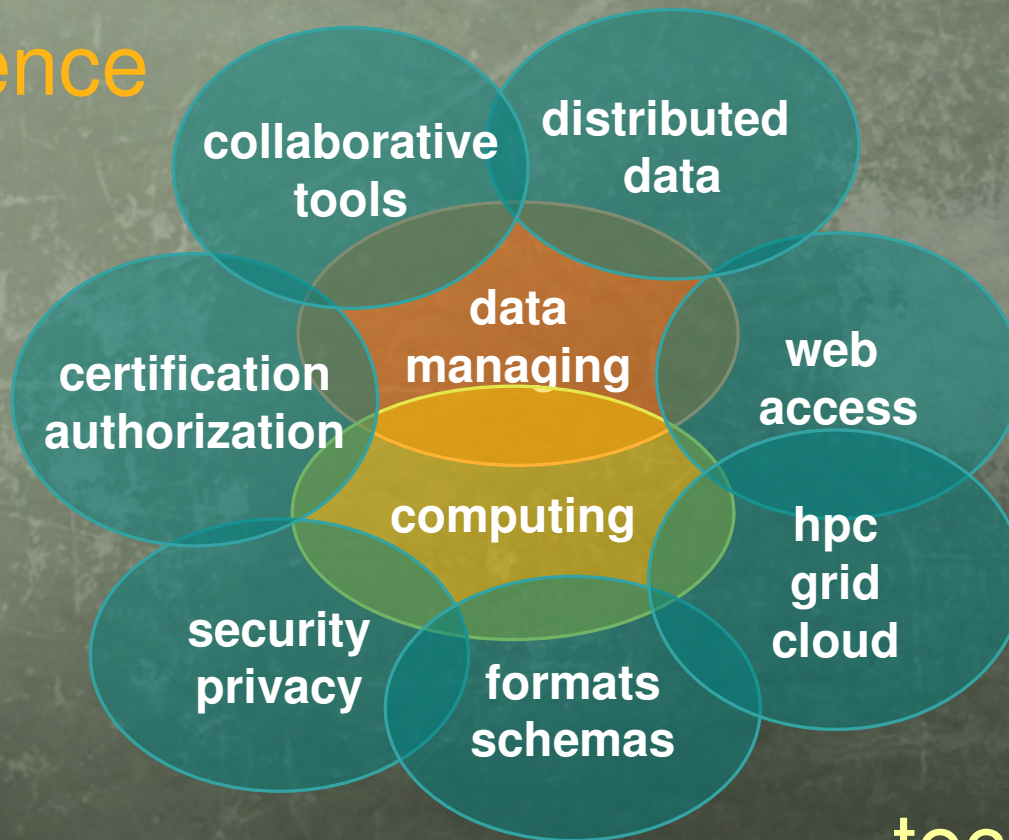 ence
collaborative
tools
distributed
data
data
managing
certification
authorization
web
access
computing
hpc
grid
cloud
security
privacy
formats
schemas